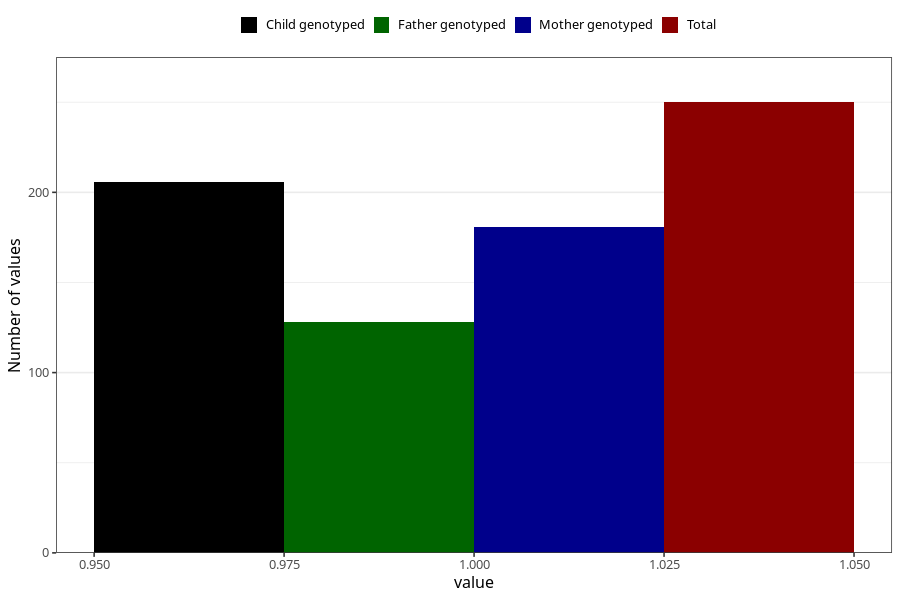 Child genotyped Father genotyped Mother genotyped Total
Number of values
200
100
0
0.950 0.975 1.000 1.025 1.050
value